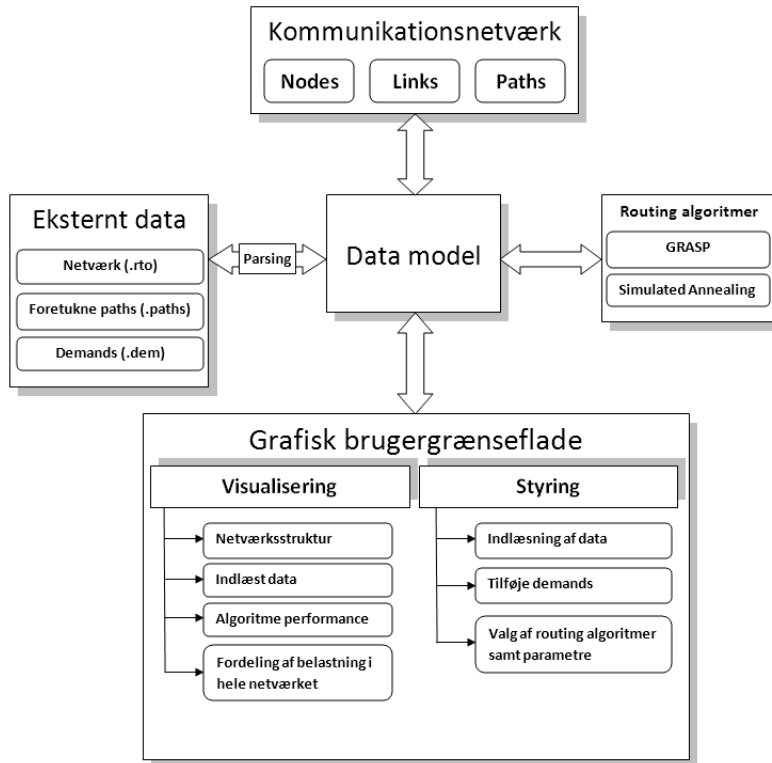 Kommunikationsnetværk
Nodes
Links
Paths
Eksternt data
Netværk (.rto)
Foretukne paths (.paths)
Demands (.dem)
Parsing
Data model
Routing algoritmer
GRASP
Simulated Annealing
Grafisk brugergrænseflade
Visualisering
Netværksstruktur
Indlæst data
Algoritme performance
Fordeling af belastning i
hele netværket
Styring
Indlæsning af data
Tilføje demands
Valg af routing algoritmer
samt parametre